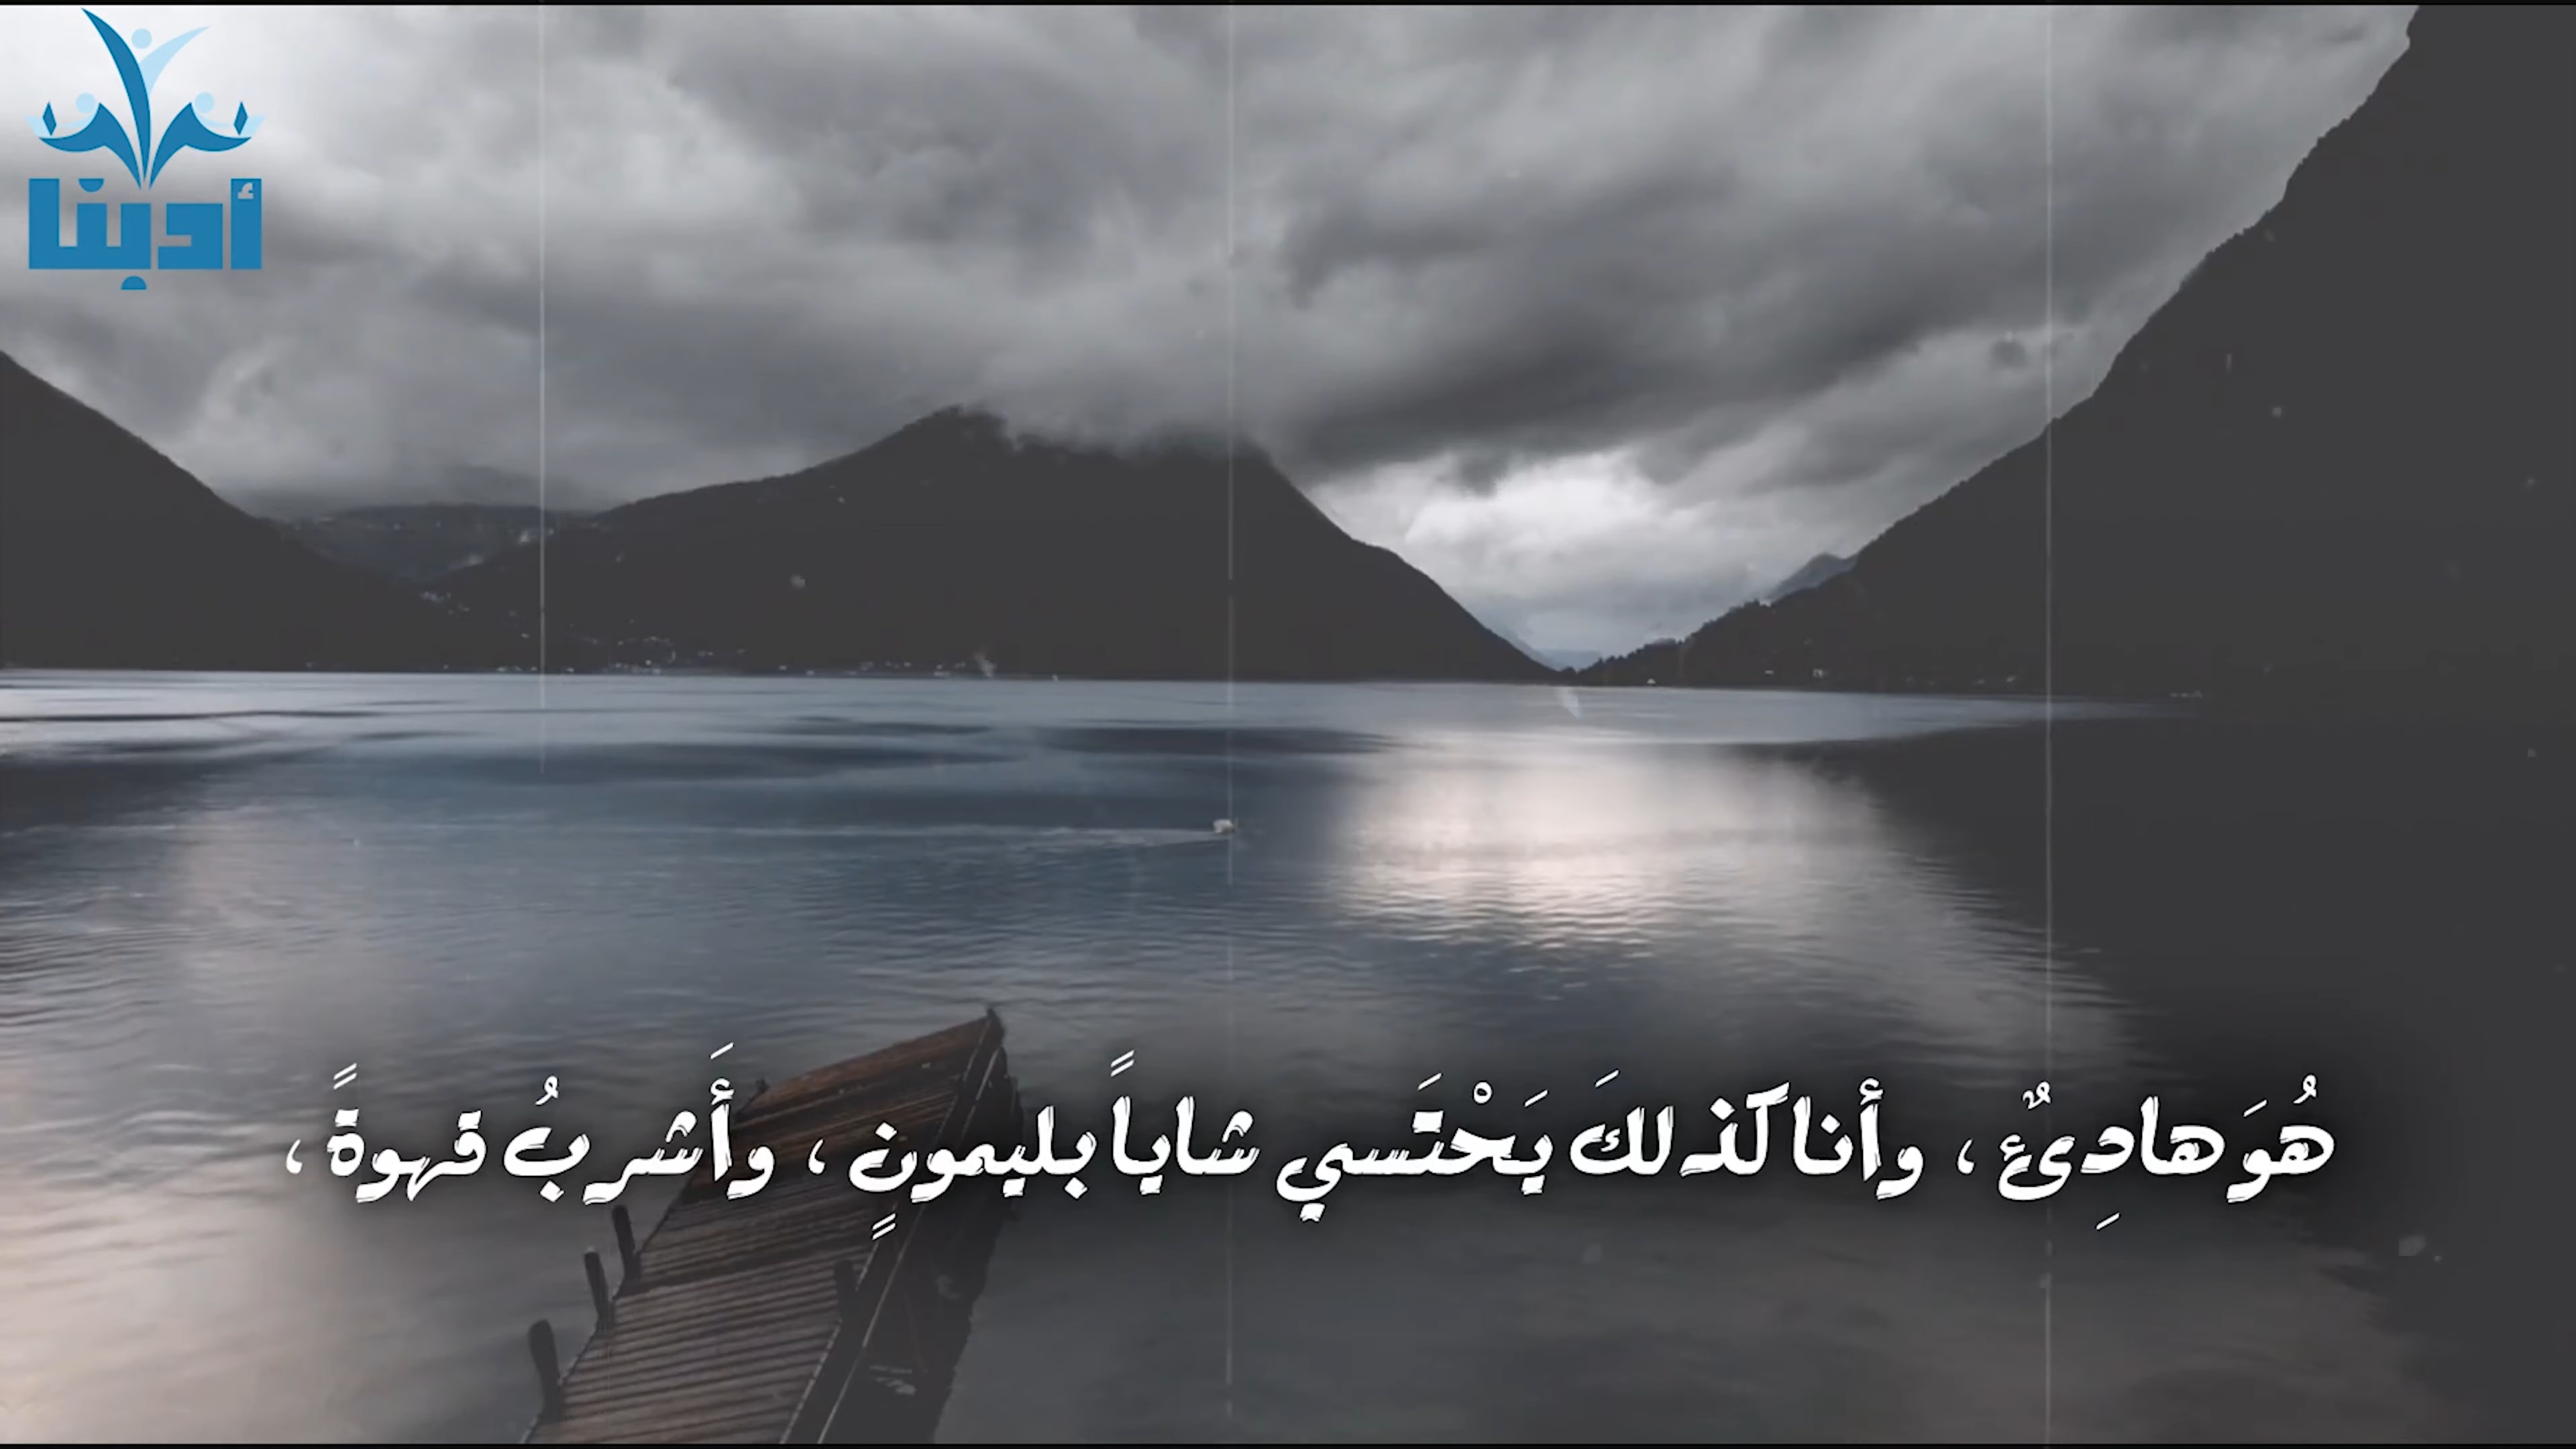 أدبنا
هُوَ هادِئٌ ، وأنا كذلكَ يَحْتَسي شاياً بليمونٍ ، وأَشربُ قهوةً ،